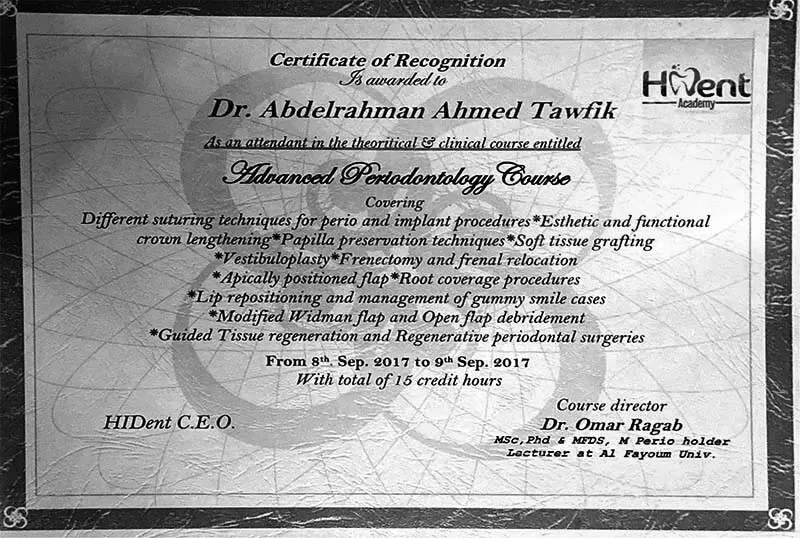 Certificate of Recognition
Is awarded to
HiDent
Academy
Dr. Abdelrahman Ahmed Tawfik
As an attendant in the theoritical & clinical course entitled
Advanced Periodontology Course
Covering
Different suturing techniques for perio and implant procedures*Esthetic and functional
crown lengthening*Papilla preservation techniques*Soft tissue grafting
*Vestibuloplasty*Frenectomy and frenal relocation
*Apically positioned flap*Root coverage procedures
*Lip repositioning and management of gummy smile cases
*Modified Widman flap and Open flap debridement
*Guided Tissue regeneration and Regenerative periodontal surgeries
From 8th. Sep. 2017 to 9th Sep. 2017
With total of 15 credit hours
HIDent C.E.O.
Course director
Dr. Omar Ragab
MSc,Phd & MFDS, M Perio holder
Lecturer at Al Fayoum Univ.